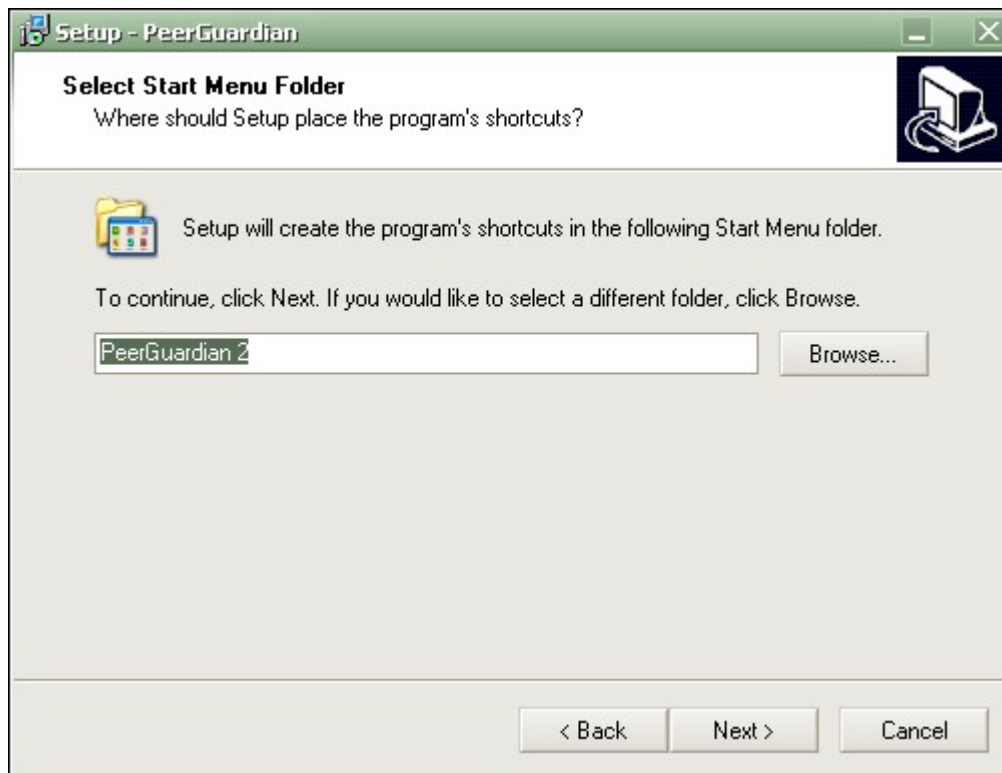 Setup - PeerGuardian
Select Start Menu Folder
Where should Setup place the program's shortcuts?
Setup will create the program's shortcuts in the following Start Menu folder.
To continue, click Next. If you would like to select a different folder, click Browse.
PeerGuardian 2
Browse...
< Back
Next >
Cancel